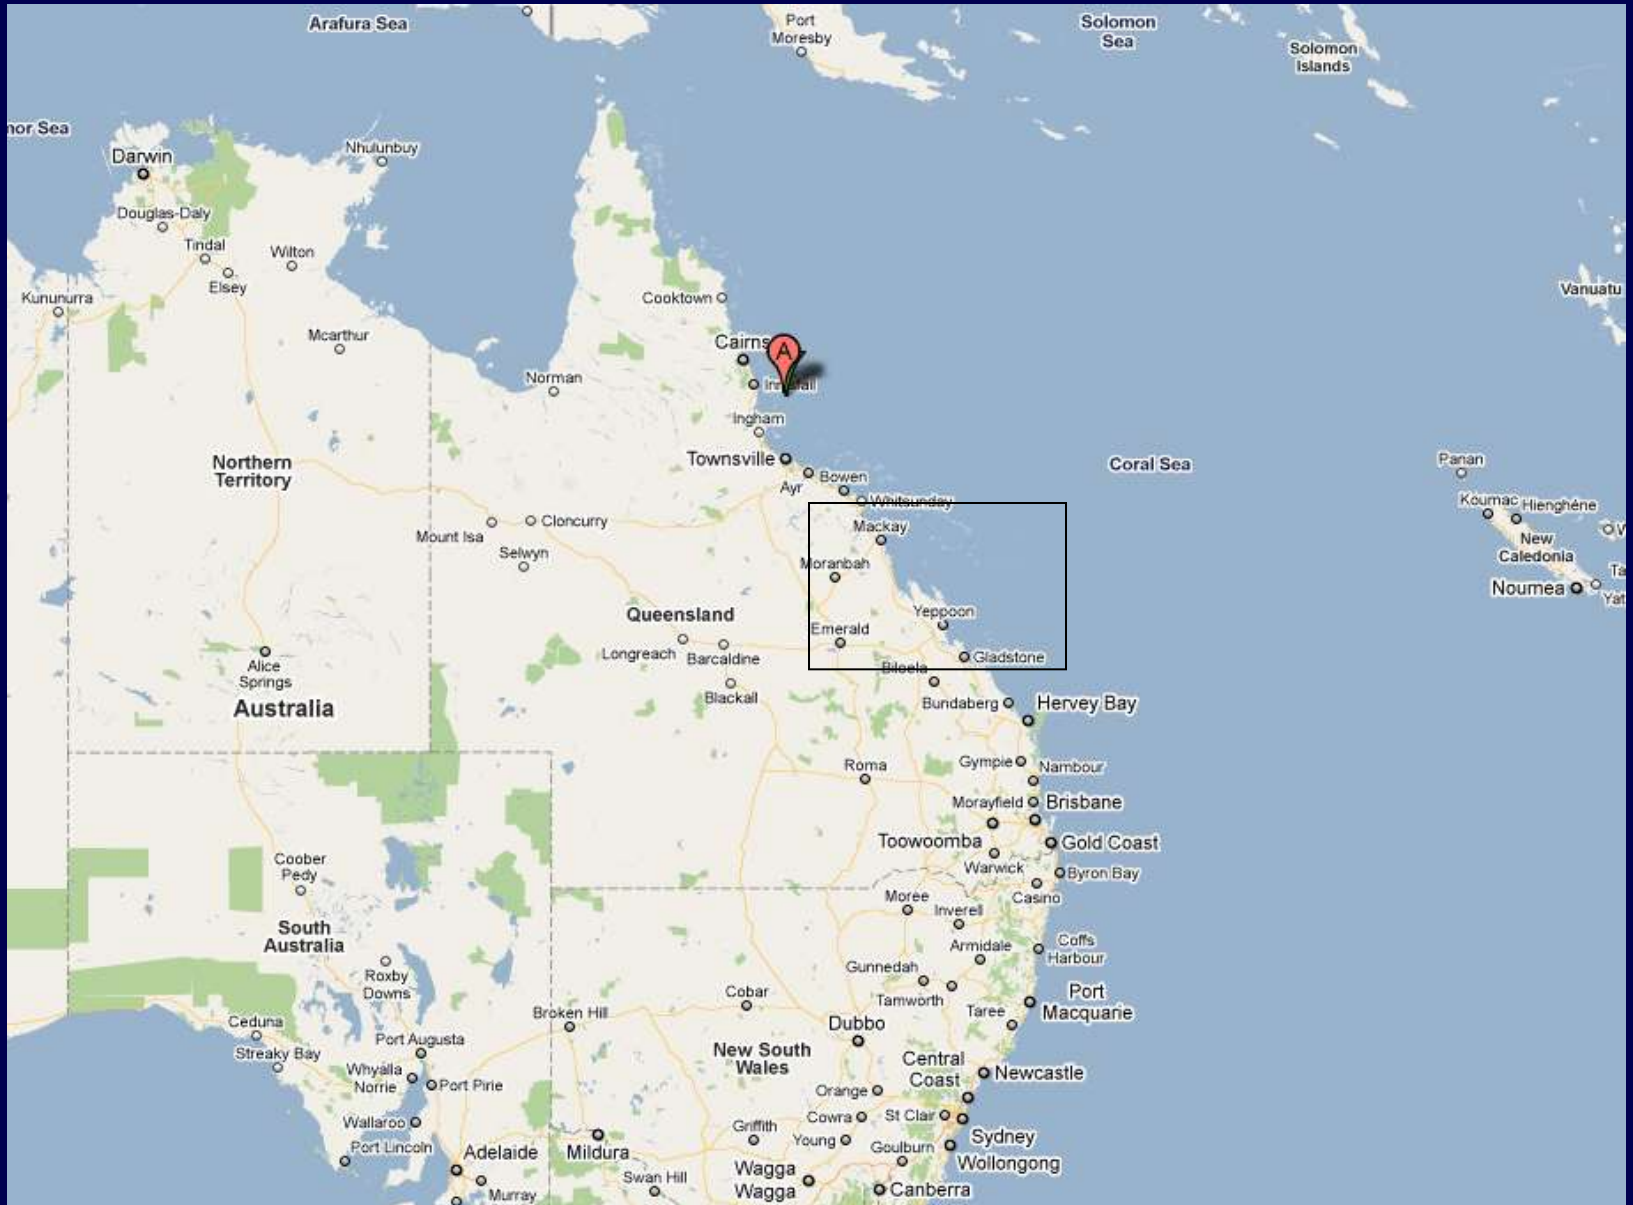 Arafura Sea
Port
Moresby
Solomon
Sea
Solomon
Islands
nor Sea
Darwin
Nhulunbuy
Douglas-Daly
Tindal
Wilton
Elsey
Kununurra
Cooktown
Vanuatu
Mcarthur
Cairns
A
Norman
Innisfail
Ingham
Townsville
Northern
Territory
Coral Sea
Panan
Ayr
Bowen
Whitsunday
Koumac
Hienghéne
Mount Isa
Cloncurry
Mackay
New
Caledonia
Selwyn
Moranbah
Ta
Noumea
Yat
Queensland
Yeppoon
Emerald
Longreach
Barcaldine
Gladstone
Alice
Springs
Biloela
Blackall
Australia
Bundaberg
Hervey Bay
Roma
Gympie
Nambour
Morayfield
Brisbane
Toowoomba
Gold Coast
Coober
Pedy
Warwick
Byron Bay
Casino
Moree
Inverell
South
Australia
Armidale
Coffs
Harbour
Roxby
Downs
Gunnedah
Tamworth
Cobar
Port
Macquarie
Taree
Broken Hill
Ceduna
Dubbo
Streaky Bay
Port Augusta
New South
Wales
Central
Coast
Newcastle
Whyalla
Norrie
Port Pirie
Orange
Wallaroo
Cowra
St Clair
Griffith
Young
Sydney
Port Lincoln
Adelaide
Mildura
Goulburn
Wollongong
Swan Hill
Wagga
Wagga
Canberra
Murray